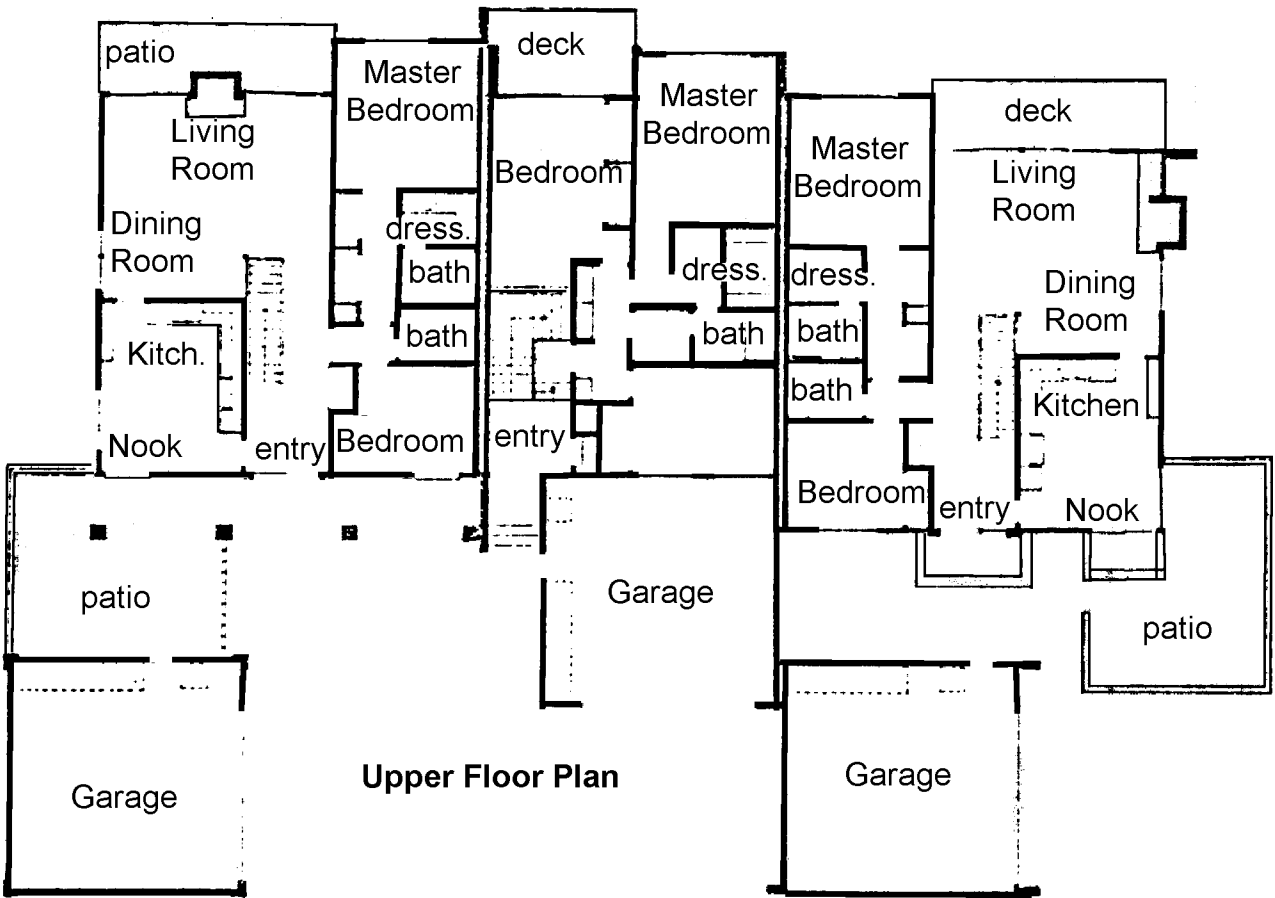 patio
Living
Room
Dining
Room
Kitch.
Nook
entry
Master
Bedroom
dress.
bath
bath
Bedroom
patio
Garage
deck
Bedroom
entry
Master
Bedroom
dress.
bath
Garage
Master
Bedroom
dress.
bath
bath
Bedroom
deck
Living
Room
Dining
Room
Kitchen
Nook
entry
patio
Garage
Upper Floor Plan